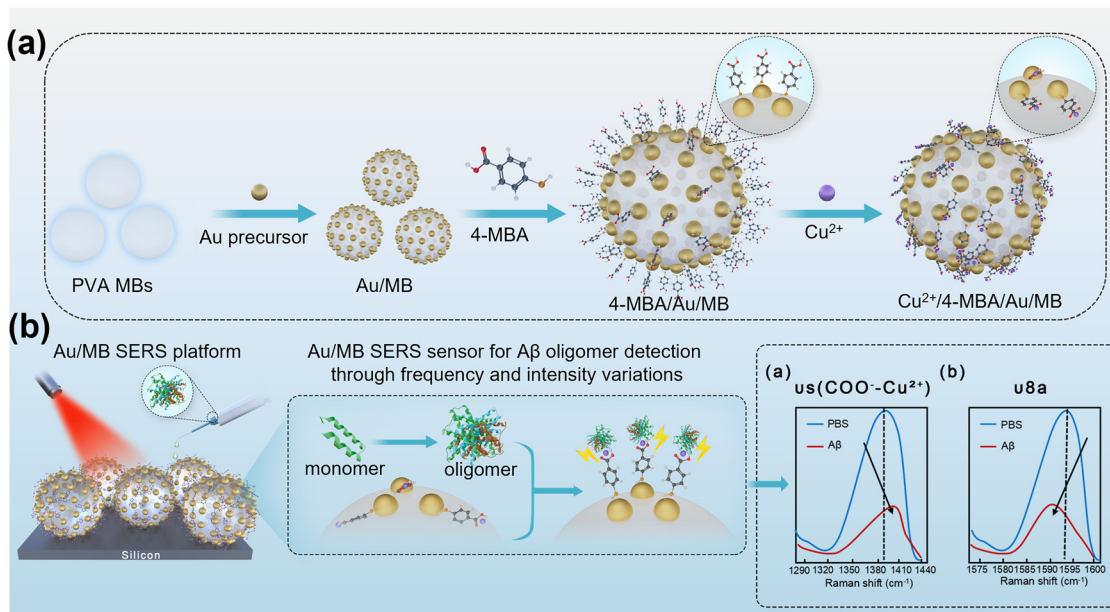 (a)
Au precursor
4-MBA
Cu²⁺
PVA MBs
Au/MB
4-MBA/Au/MB
Cu²⁺/4-MBA/Au/MB
(b)
Au/MB SERS platform
Silicon
Au/MB SERS sensor for Aβ oligomer detection
through frequency and intensity variations
monomer
oligomer
(a)
υs(COO⁻-Cu²⁺)
PBS
Aβ
1290 1320 1350 1380 1410 1440
Raman shift (cm⁻¹)
(b)
υ8a
PBS
Aβ
1575 1580 1585 1590 1595 1600
Raman shift (cm⁻¹)